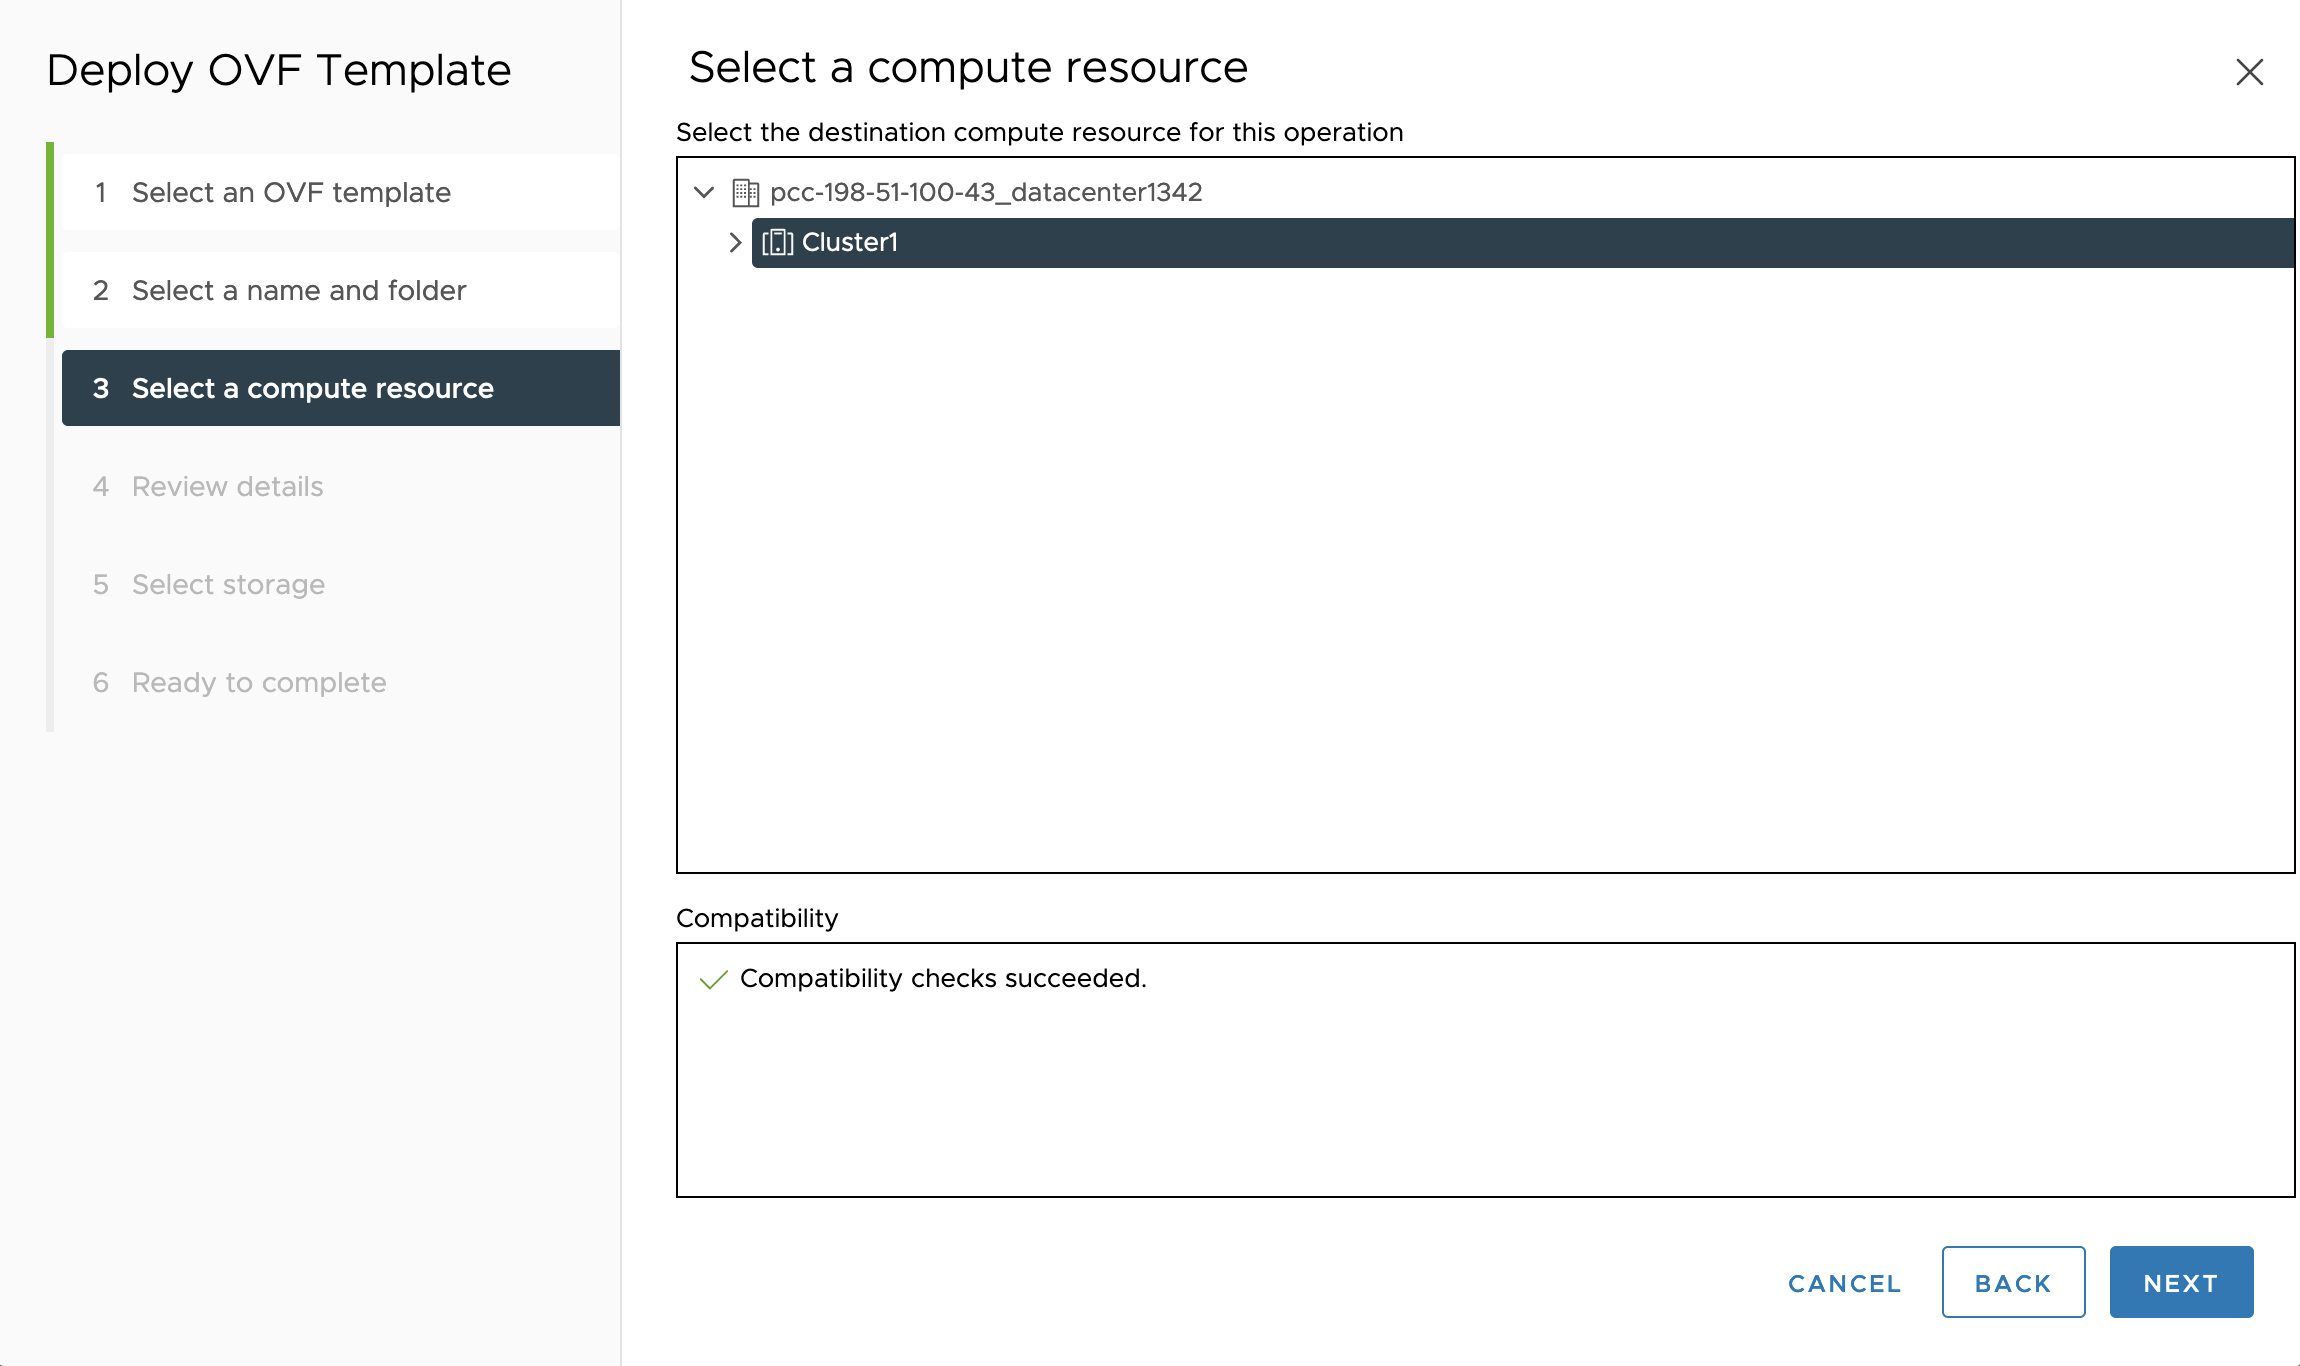 Deploy OVF Template
1 Select an OVF template
2 Select a name and folder
3 Select a compute resource
4 Review details
5 Select storage
6 Ready to complete
Select a compute resource
Select the destination compute resource for this operation
pcc-198-51-100-43_datacenter1342
Cluster1
Compatibility
Compatibility checks succeeded.
CANCEL
BACK
NEXT